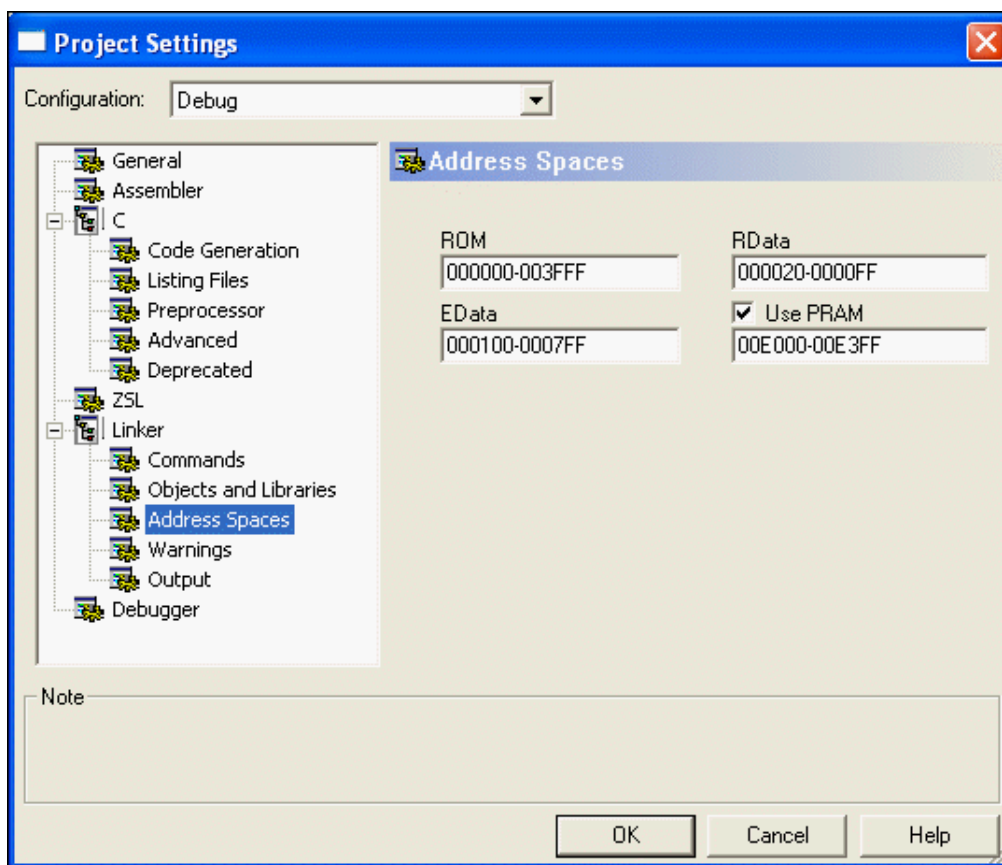 Project Settings
Configuration: Debug
General
Assembler
C
Code Generation
Listing Files
Preprocessor
Advanced
Deprecated
ZSL
Linker
Commands
Objects and Libraries
Address Spaces
Warnings
Output
Debugger
Address Spaces
ROM
000000-003FFF
RData
000020-0000FF
EData
000100-0007FF
Use PRAM
00E000-00E3FF
Note
OK Cancel Help